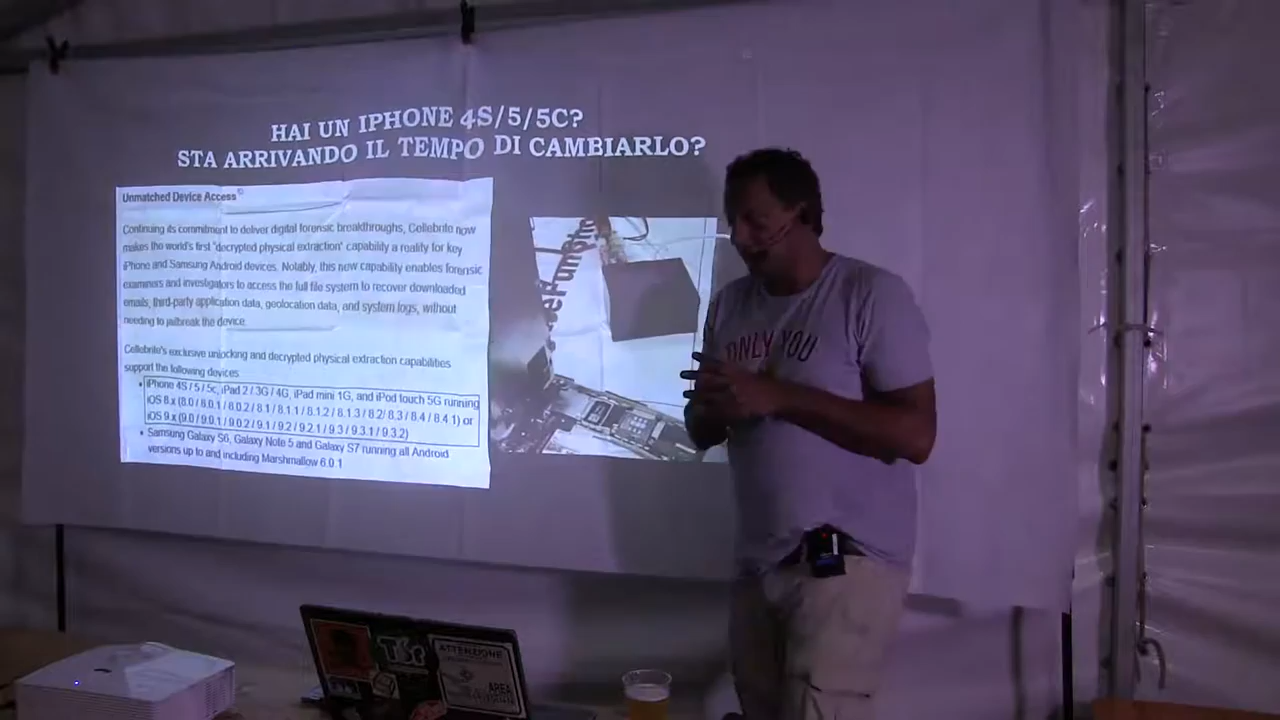 HAI UN IPHONE 4S/5/5C?
STA ARRIVANDO IL TEMPO DI CAMBIARLO?
Unmatched Device Access
Continuing its commitment to deliver digital forensic breakthroughs, Cellebrite now
makes the world's first "decrypted physical extraction" capability a reality for key
iPhone and Samsung Android devices. Notably, this new capability enables forensic
examiners and investigators to access the full file system to recover downloaded
emails, third-party application data, geolocation data, and system logs, without
needing to jailbreak the device.
Cellebrite's exclusive unlocking and decrypted physical extraction capabilities
support the following devices
• iPhone 4S / 5 / 5c, iPad 2 / 3G / 4G, iPad mini 1G, and iPod touch 5G running
iOS 8.x (8.0 / 8.0.1 / 8.0.2 / 8.1 / 8.1.1 / 8.1.2 / 8.1.3 / 8.2 / 8.3 / 8.4 / 8.4.1) or
iOS 9.x (9.0 / 9.0.1 / 9.0.2 / 9.1 / 9.2 / 9.2.1 / 9.3 / 9.3.1 / 9.3.2)
• Samsung Galaxy S6, Galaxy Note 5 and Galaxy S7 running all Android
versions up to and including Marshmallow 6.0.1
ONLY YOU
ATTENZIONE
AREA